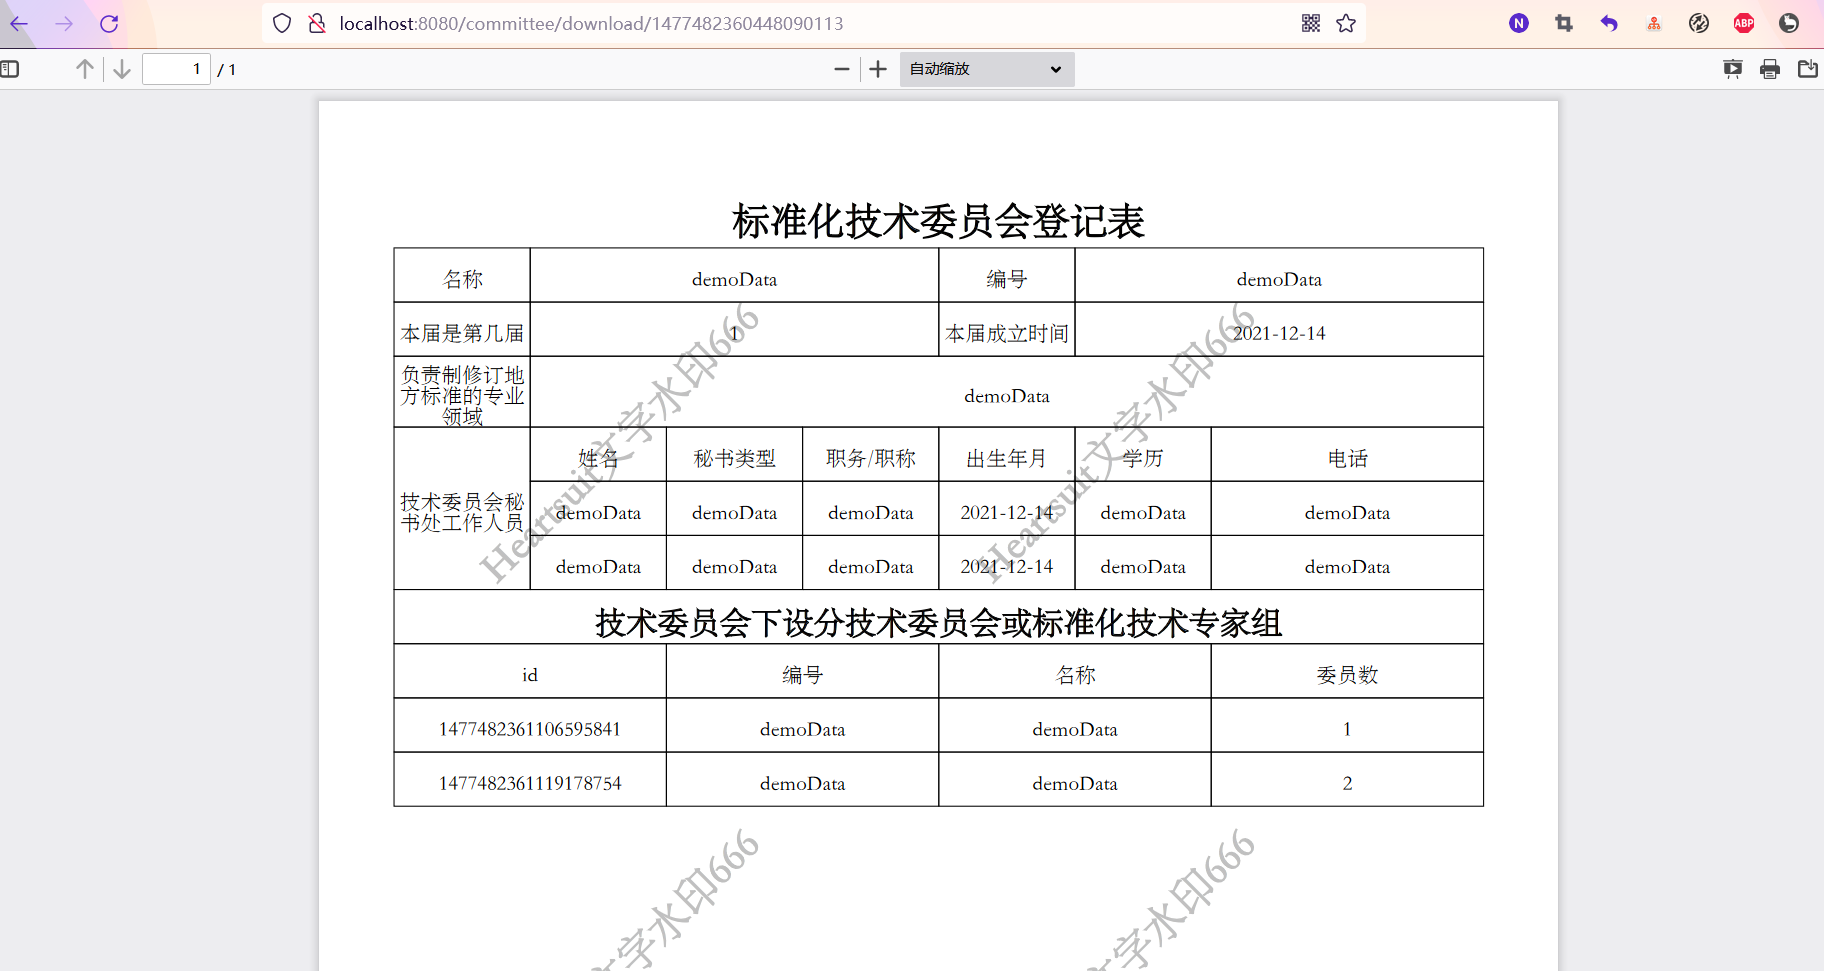 localhost:8080/committee/download/1477482360448090113
N
ABP
1 / 1
自动缩放
标准化技术委员会登记表
名称 demoData 编号 demoData
本届是第几届 1 本届成立时间 2021-12-14
负责制修订地
方标准的专业
领域
demoData
技术委员会秘
书处工作人员
姓名 秘书类型 职务/职称 出生年月 学历 电话
demoData demoData demoData 2021-12-14 demoData demoData
demoData demoData demoData 2021-12-14 demoData demoData
技术委员会下设分技术委员会或标准化技术专家组
id 编号 名称 委员数
1477482361106595841 demoData demoData 1
1477482361119178754 demoData demoData 2
Heartsuit文字水印666
Heartsuit文字水印666
文字水印666
文字水印666